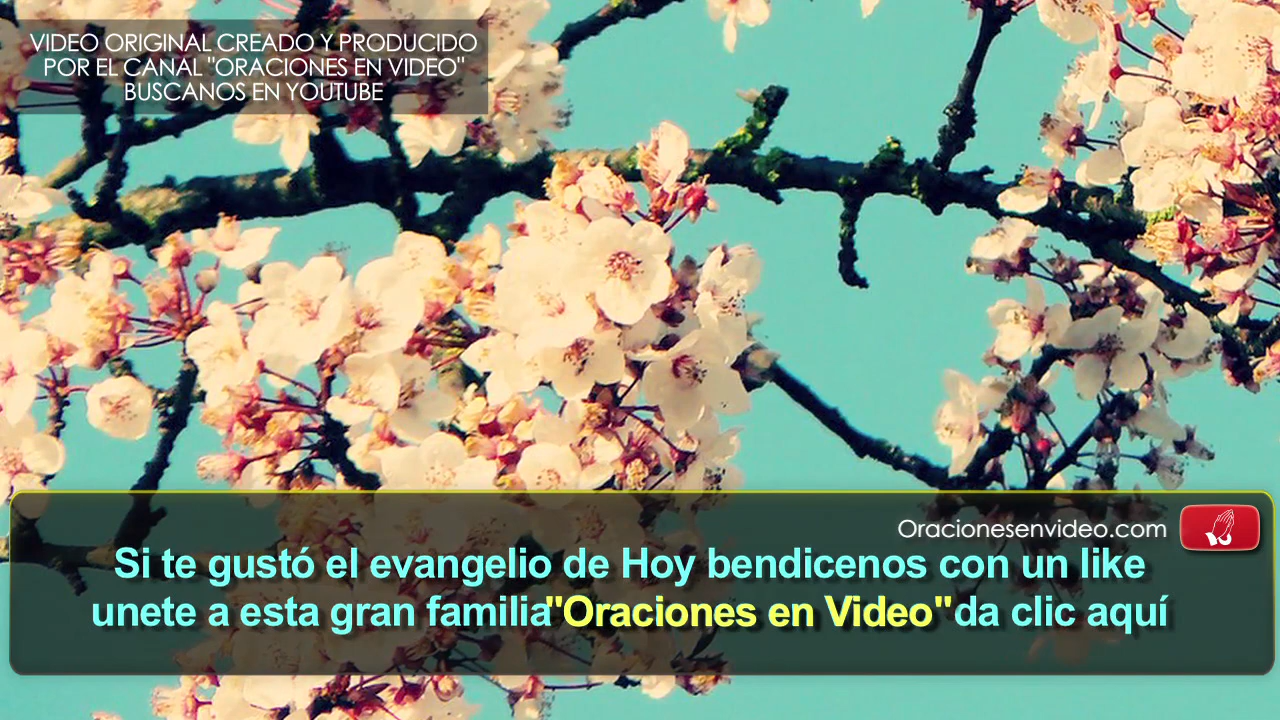 VIDEO ORIGINAL CREADO Y PRODUCIDO
POR EL CANAL "ORACIONES EN VIDEO"
BUSCANOS EN YOUTUBE
Oracionesenvideo.com
Si te gustó el evangelio de Hoy bendicenos con un like
unete a esta gran familia"Oraciones en Video"da clic aquí